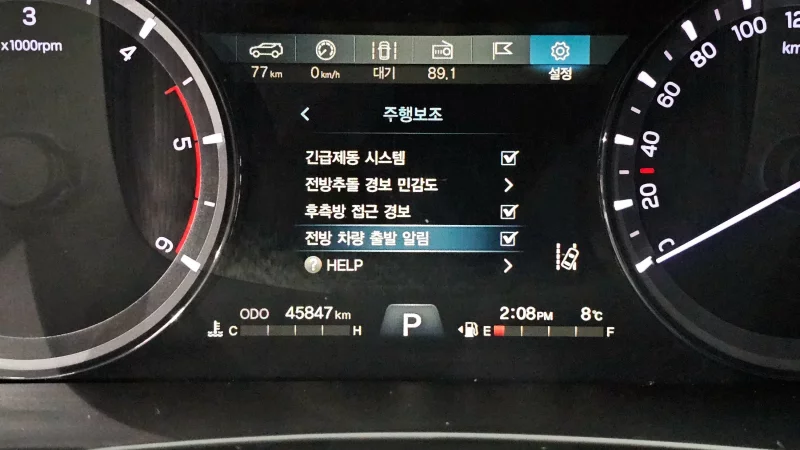 3
x1000rpm
4
5
6
77 km
0 km/h
대기
89.1
설정
주행보조
긴급제동 시스템
전방추돌 경보 민감도
후측방 접근 경보
전방 차량 출발 알림
? HELP
ODO 45847 km
C H
P
2:08PM 8℃
E F
0
20
40
60
80
100